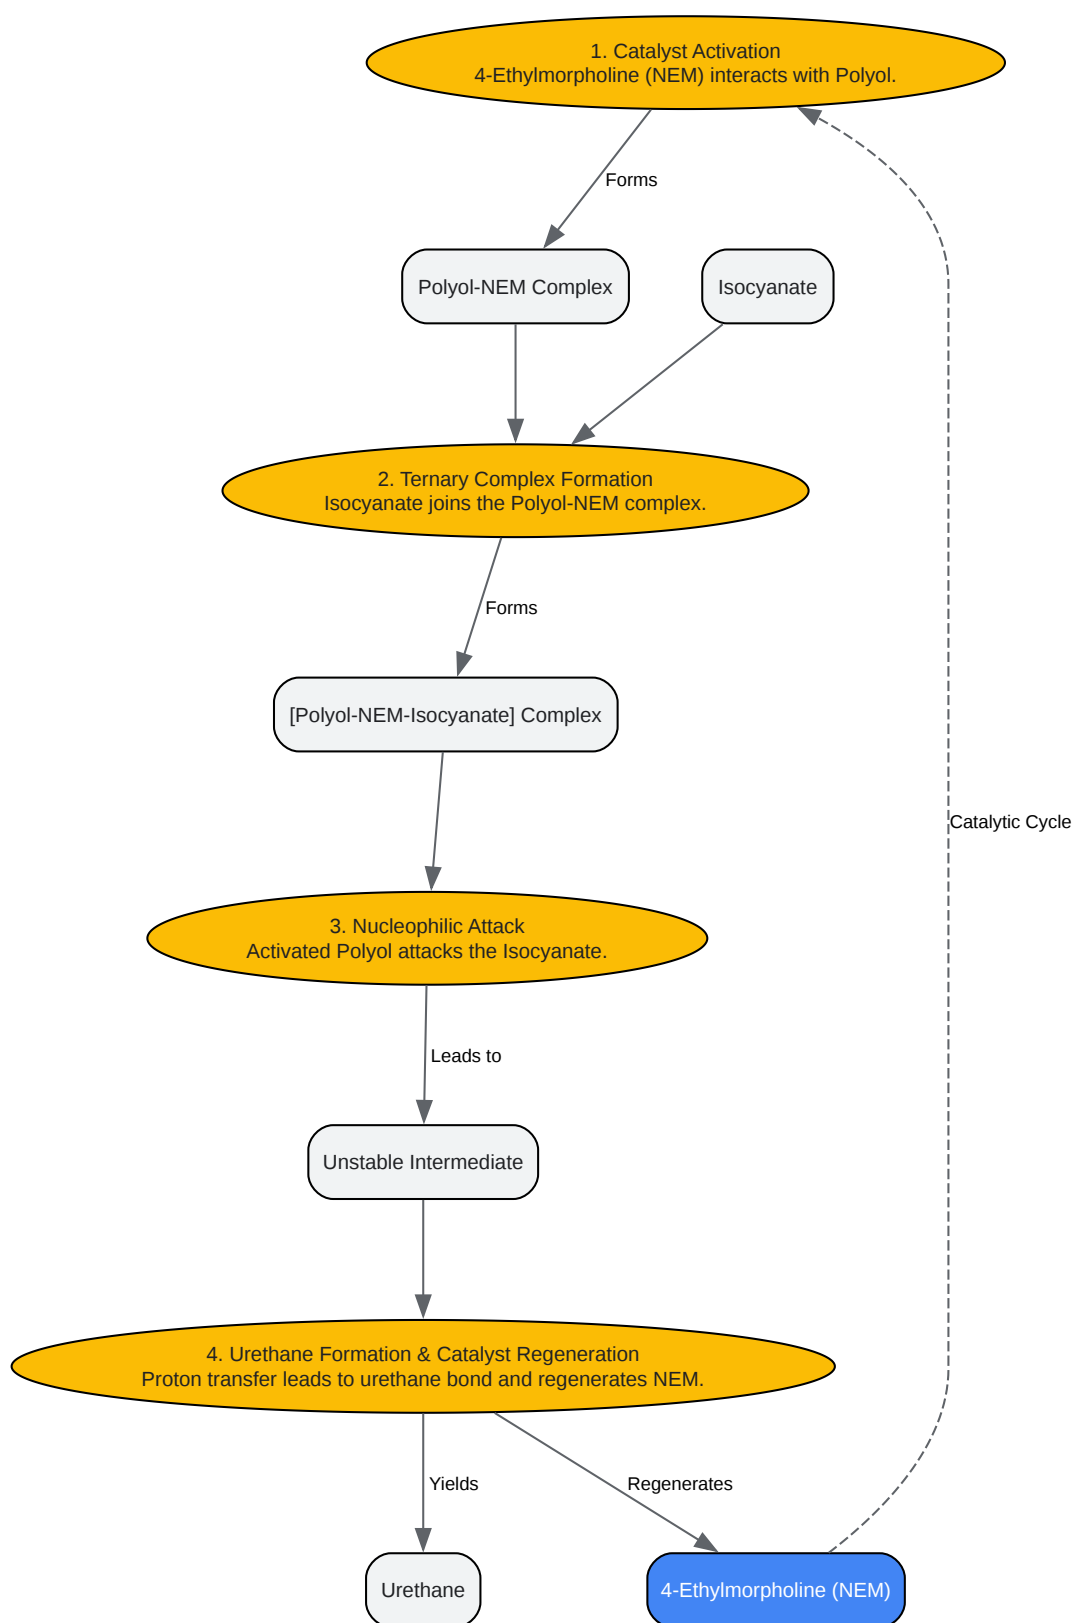 1. Catalyst Activation
4-Ethylmorpholine (NEM) interacts with Polyol.
Forms
Polyol-NEM Complex
Isocyanate
2. Ternary Complex Formation
Isocyanate joins the Polyol-NEM complex.
Forms
[Polyol-NEM-Isocyanate] Complex
Catalytic Cycle
3. Nucleophilic Attack
Activated Polyol attacks the Isocyanate.
Leads to
Unstable Intermediate
4. Urethane Formation & Catalyst Regeneration
Proton transfer leads to urethane bond and regenerates NEM.
Yields
Regenerates
Urethane
4-Ethylmorpholine (NEM)